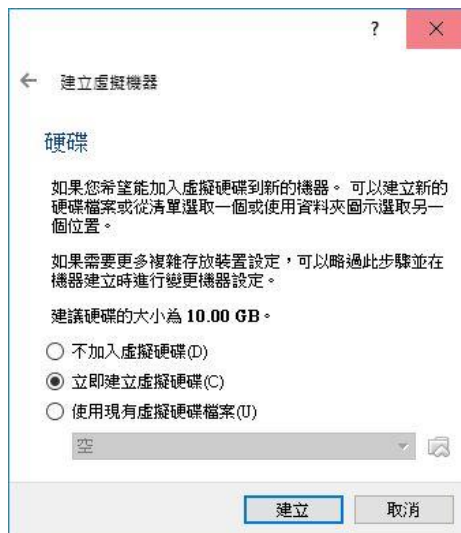 ?
建立虛擬機器
硬碟
如果您希望能加入虛擬硬碟到新的機器。可以建立新的
硬碟檔案或從清單選取一個或使用資料夾圖示選取另一
個位置。
如果需要更多複雜存放裝置設定,可以略過此步驟並在
機器建立時進行變更機器設定。
建議硬碟的大小為 10.00 GB。
不加入虛擬硬碟(D)
立即建立虛擬硬碟(C)
使用現有虛擬硬碟檔案(U)
空
建立 取消